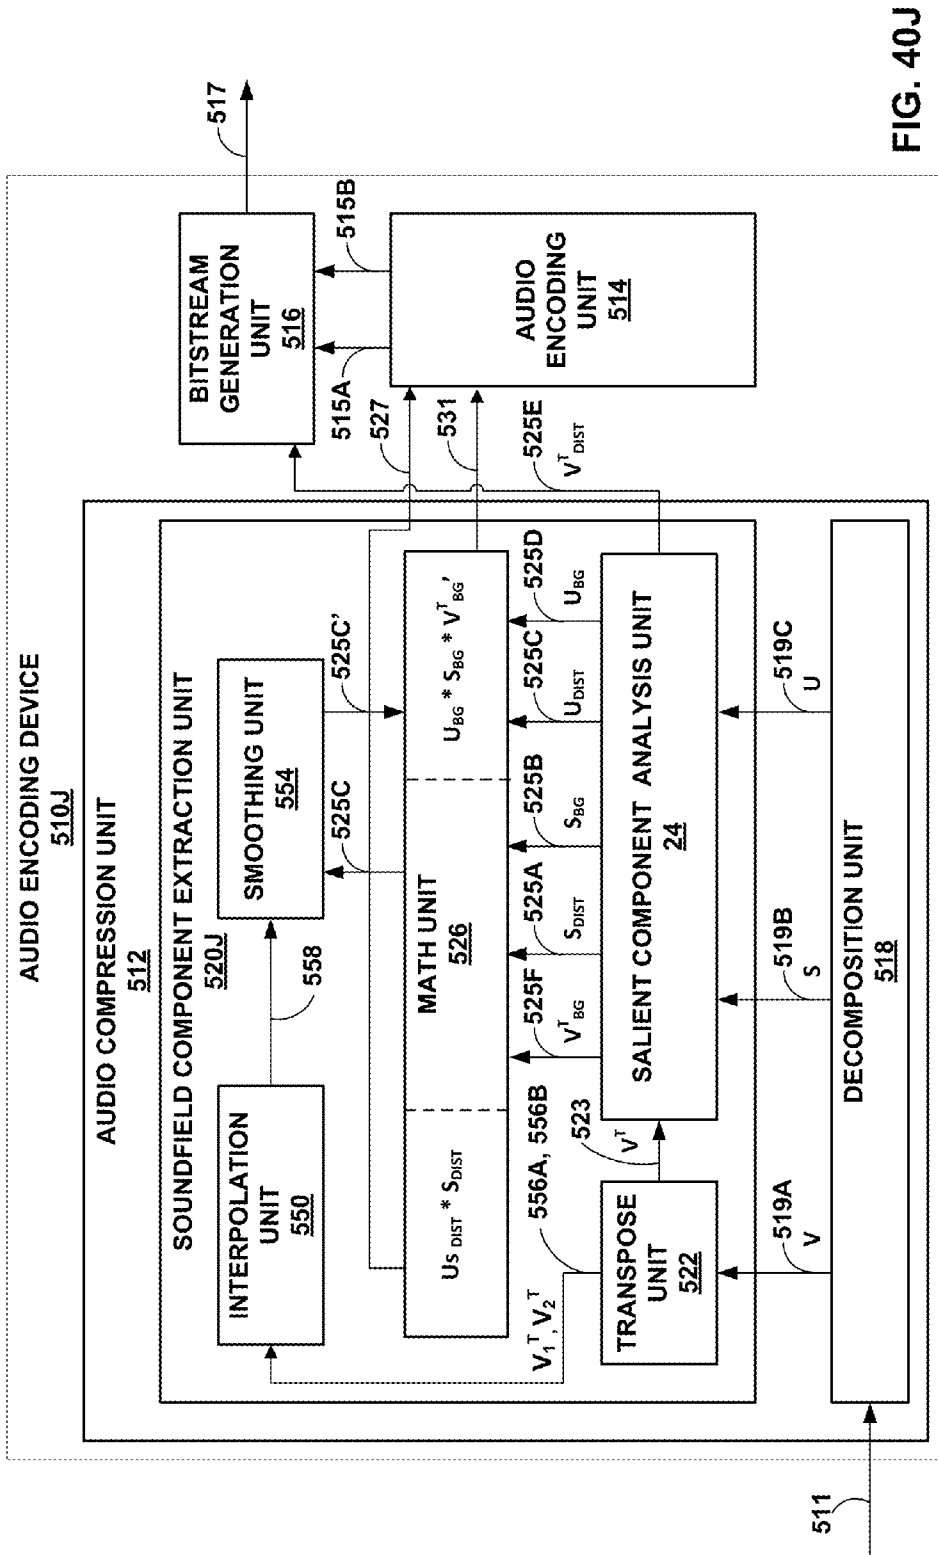 AUDIO ENCODING DEVICE
510J
AUDIO COMPRESSION UNIT
512
SOUNDFIELD COMPONENT EXTRACTION UNIT
520J
INTERPOLATION
UNIT
550
558
SMOOTHING UNIT
554
525C
525C'
Us DIST * SDIST
MATH UNIT
526
UBG * SBG * VTBG'
V1T, V2T
556A, 556B
525F
VTBG
525A
SDIST
525B
SBG
525C
UDIST
525D
UBG
TRANSPOSE
UNIT
522
523
VT
SALIENT COMPONENT ANALYSIS UNIT
24
519A
V
519B
S
519C
U
DECOMPOSITION UNIT
518
511
525E
VTDIST
527
531
AUDIO
ENCODING
UNIT
514
515A
515B
BITSTREAM
GENERATION
UNIT
516
517
FIG. 40J